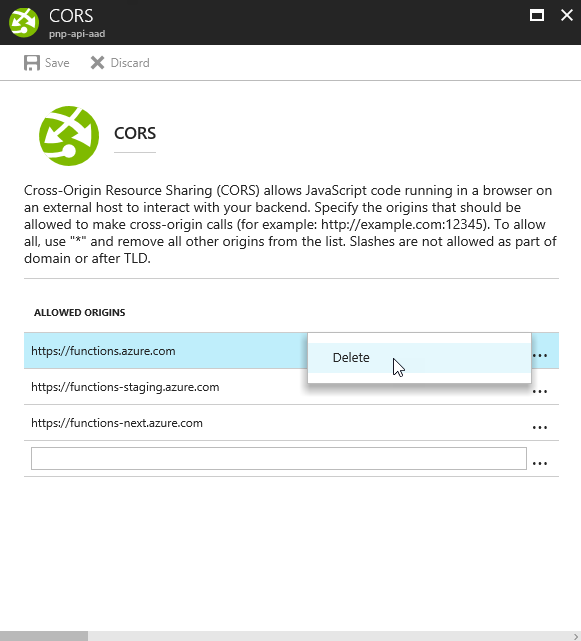 CORS
pnp-api-aad
Save Discard
CORS
Cross-Origin Resource Sharing (CORS) allows JavaScript code running in a browser on
an external host to interact with your backend. Specify the origins that should be
allowed to make cross-origin calls (for example: http://example.com:12345). To allow
all, use "*" and remove all other origins from the list. Slashes are not allowed as part of
domain or after TLD.
ALLOWED ORIGINS
https://functions.azure.com
Delete
...
https://functions-staging.azure.com ...
https://functions-next.azure.com ...
...